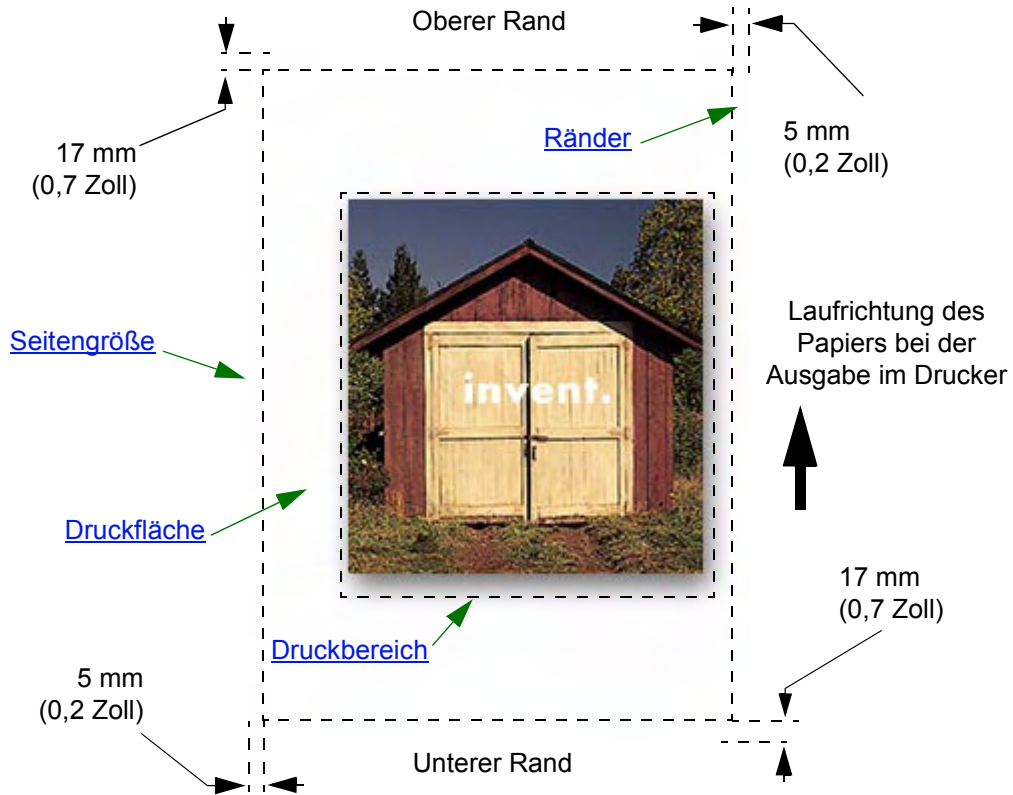 Oberer Rand
17 mm
(0,7 Zoll)
Ränder
5 mm
(0,2 Zoll)
Seitengröße
invent.
Laufrichtung des
Papiers bei der
Ausgabe im Drucker
Druckfläche
17 mm
(0,7 Zoll)
Druckbereich
5 mm
(0,2 Zoll)
Unterer Rand